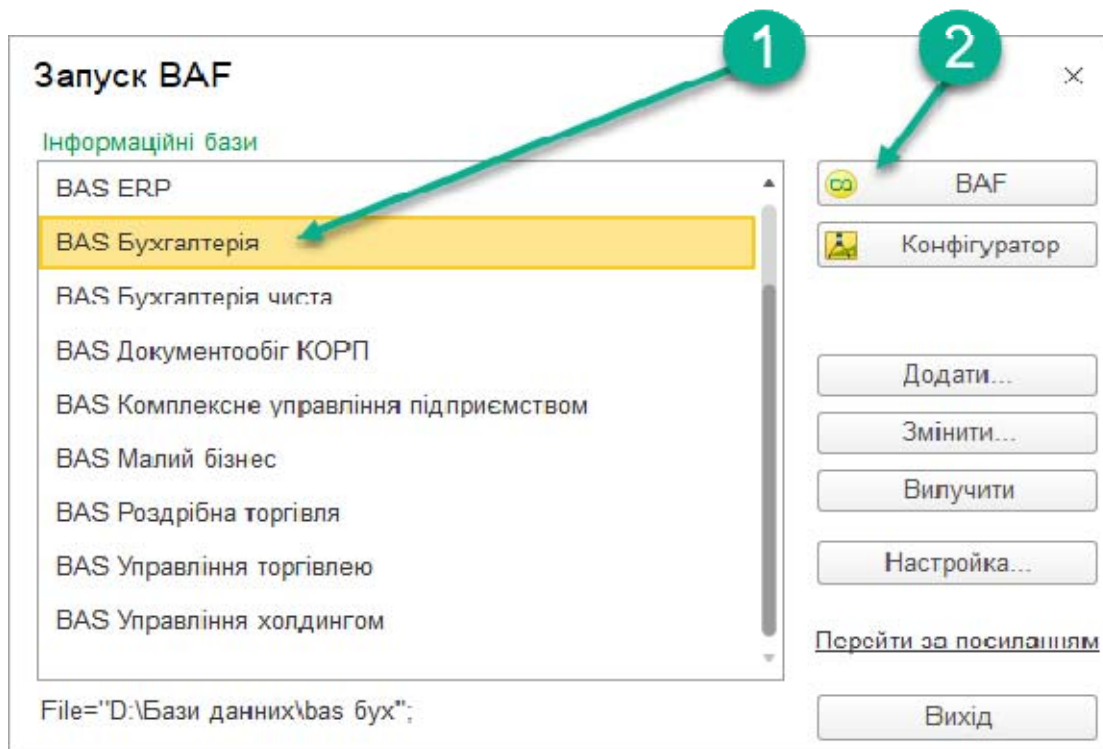 1
2
Запуск BAF
Інформаційні бази
BAS ERP
BAS Бухгалтерія
BAS Бухгалтерія чиста
BAS Документообіг КОРП
BAS Комплексне управління підприємством
BAS Малий бізнес
BAS Роздрібна торгівля
BAS Управління торгівлею
BAS Управління холдингом
File="D:\Бази данних\bas бух";
BAF
Конфігуратор
Додати...
Змінити...
Вилучити
Настройка...
Перейти за посиланням
Вихід